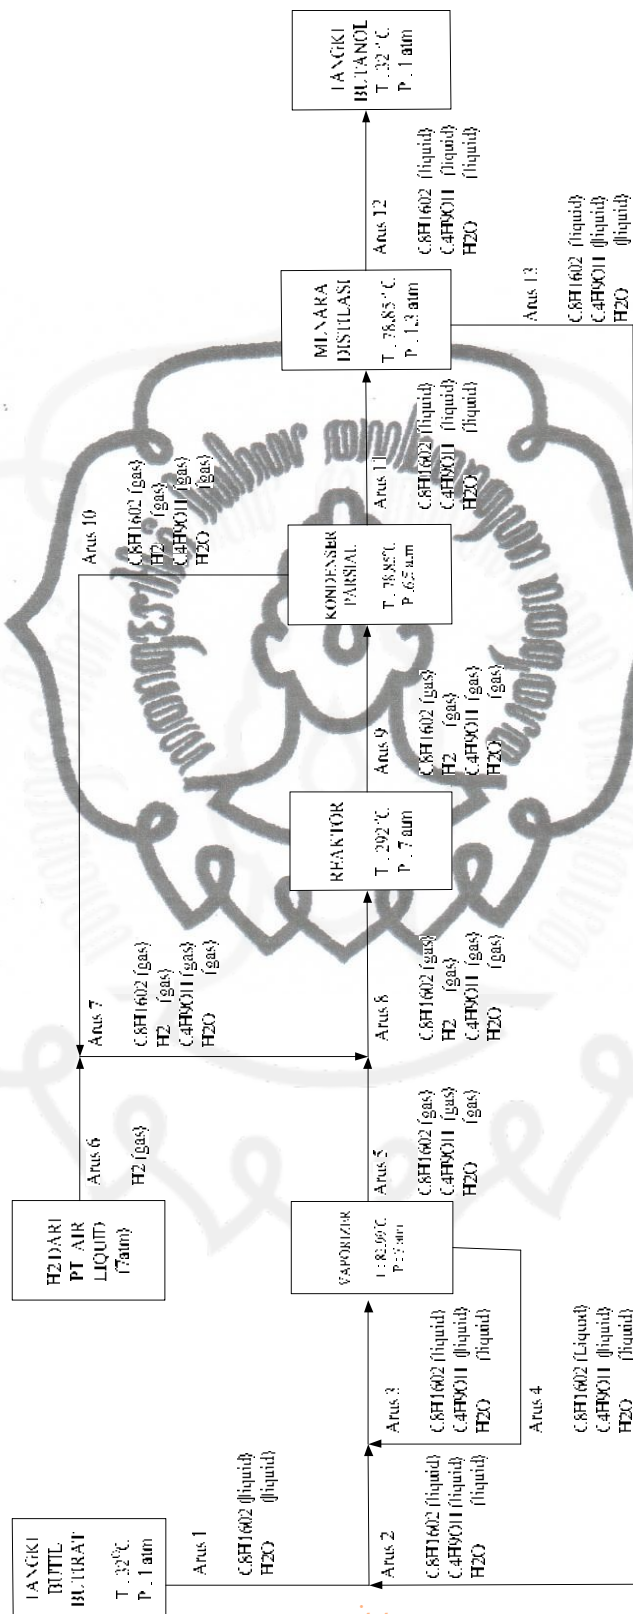 TANGKI
BUTIL
BUTIRAT
T : 32°C
P : 1 atm
Arus 1
C8H16O2 (liquid)
H2O (liquid)
Arus 2
C8H16O2 (liquid)
C4H9OH (liquid)
H2O (liquid)
Arus 3
C8H16O2 (liquid)
C4H9OH (liquid)
H2O (liquid)
Arus 4
C8H16O2 (Liquid)
C4H9OH (liquid)
H2O (liquid)
H2 DARI
PT AIR
LIQUID
(7atm)
Arus 6
H2 (gas)
VAPORIZER
Arus 5
C8H16O2 (gas)
C4H9OH (gas)
H2O (gas)
Arus 7
C8H16O2 (gas)
H2 (gas)
C4H9OH (gas)
H2O (gas)
Arus 8
C8H16O2 (gas)
H2 (gas)
C4H9OH (gas)
H2O (gas)
REAKTOR
T : 292 °C
P : 7 atm
Arus 9
C8H16O2 (gas)
H2 (gas)
C4H9OH (gas)
H2O (gas)
Arus 10
C8H16O2 (gas)
H2 (gas)
C4H9OH (gas)
H2O (gas)
KONDENSER
PARSIAL
T : 78.85°C
P : 6.5 atm
Arus 11
C8H16O2 (liquid)
C4H9OH (liquid)
H2O (liquid)
MENARA
DISTILASI
T : 78.85 °C
P : 1.3 atm
Arus 12
C8H16O2 (liquid)
C4H9OH (liquid)
H2O (liquid)
Arus 13
C8H16O2 (liquid)
C4H9OH (liquid)
H2O (liquid)
TANGKI
BUTANOL
T : 32 °C
P : 1 atm